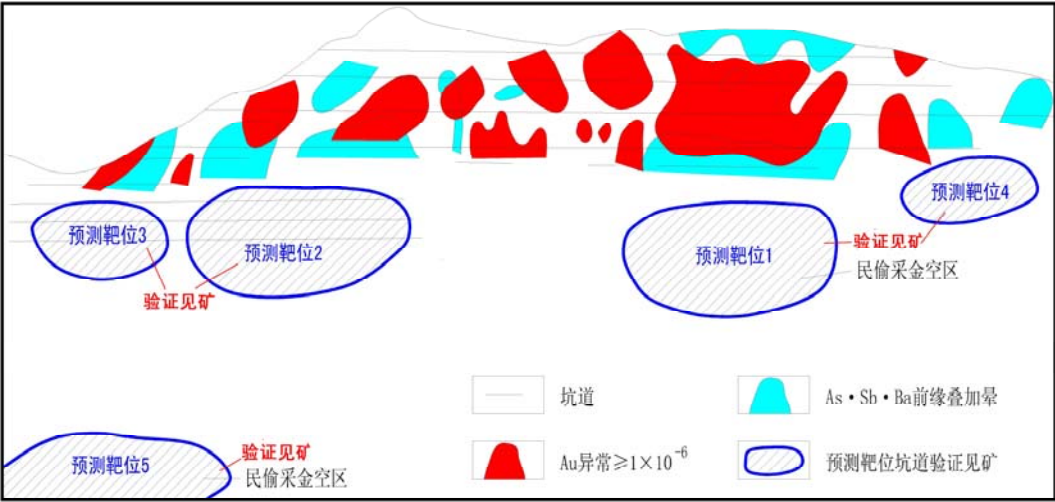 预测靶位4
预测靶位3
预测靶位2
预测靶位1
验证见矿
民偷采金空区
验证见矿
坑道
As·Sb·Ba前缘叠加晕
Au异常≥1×10⁻⁶
预测靶位坑道验证见矿
验证见矿
预测靶位5
民偷采金空区